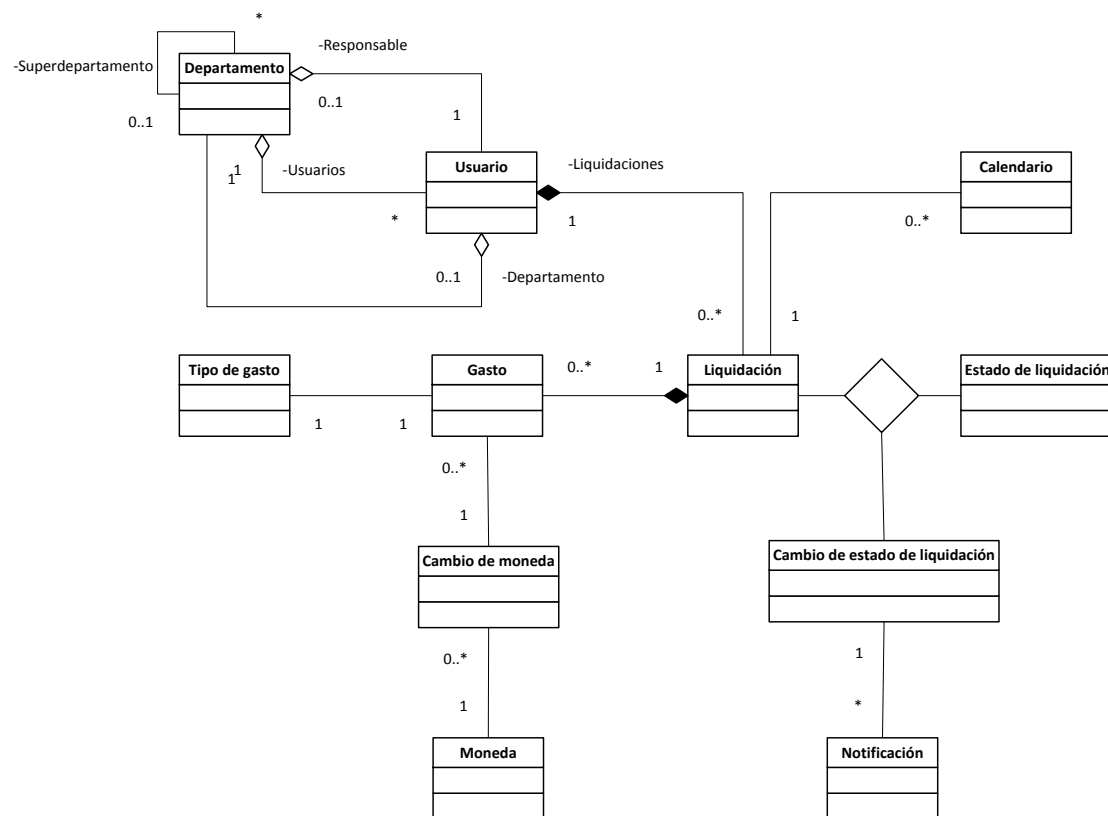 *
-Responsable
-Superdepartamento
Departamento
0..1
1
0..1
1
1
-Usuarios
Usuario
-Liquidaciones
Calendario
*
1
0..*
0..1
-Departamento
0..*
1
Tipo de gasto
Gasto
0..*
1
Liquidación
Estado de liquidación
1
1
0..*
1
Cambio de moneda
Cambio de estado de liquidación
0..*
1
1
*
Moneda
Notificación